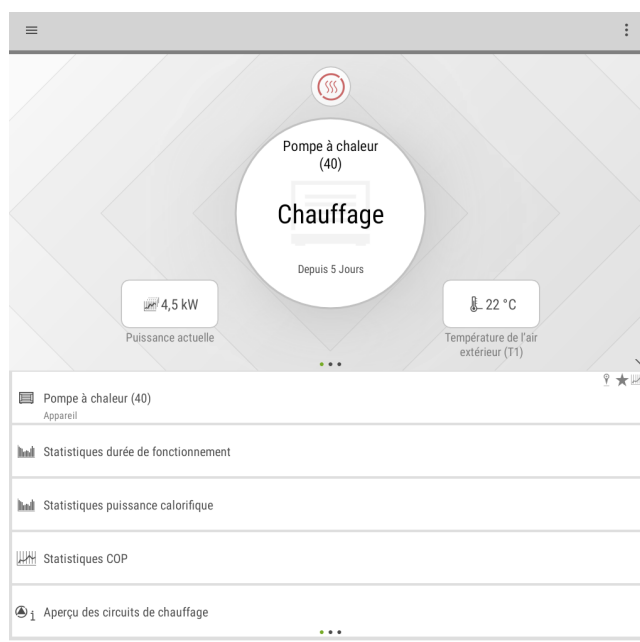 Pompe à chaleur
(40)
Chauffage
Depuis 5 Jours
4,5 kW
Puissance actuelle
22 °C
Température de l'air
extérieur (T1)
Pompe à chaleur (40)
Appareil
Statistiques durée de fonctionnement
Statistiques puissance calorifique
Statistiques COP
i Aperçu des circuits de chauffage